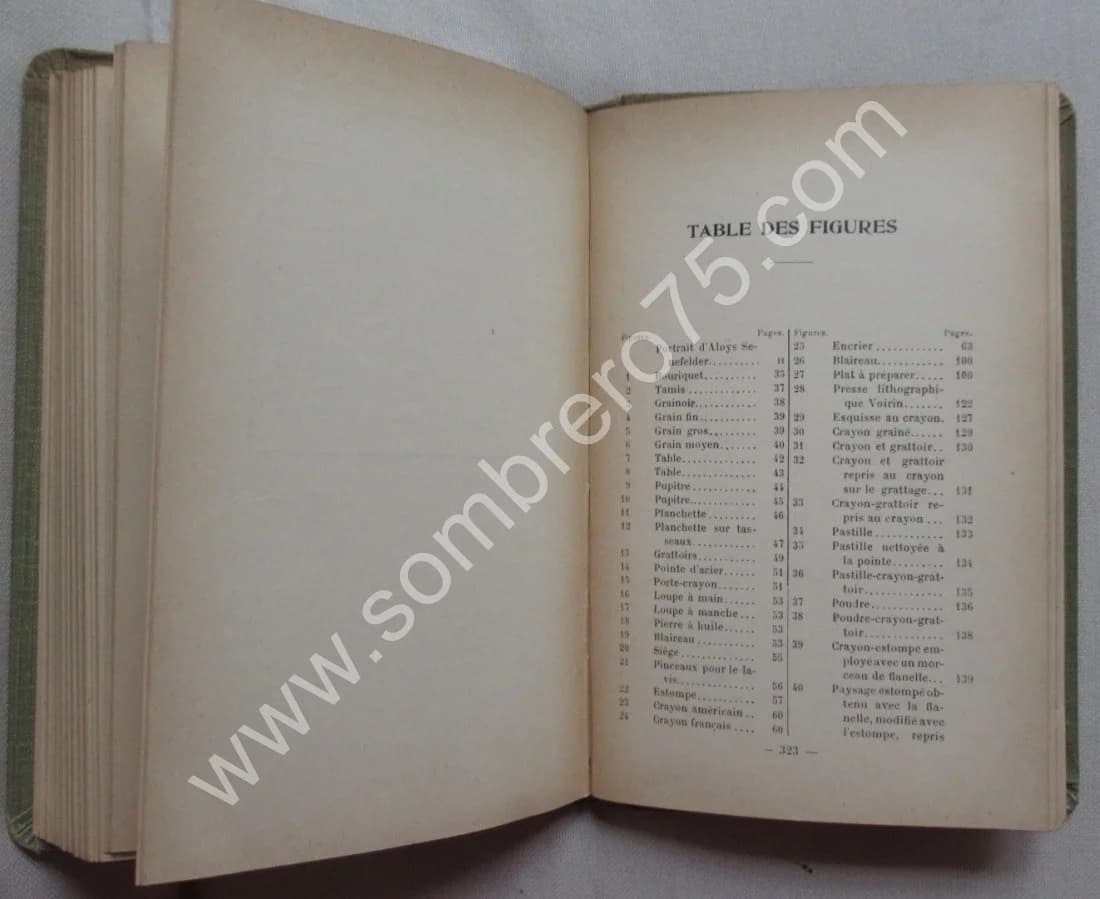 TABLE DES FIGURES
Pages.
Portrait d'Aloys Se-
nefelder.......... II
1 Bouriquet.......... 35
2 Tamis .......... 37
Grainoir.......... 38
4 Grain fin.......... 39
5 Grain gros.......... 39
6 Grain moyen.......... 40
7 Table.......... 42
8 Table.......... 43
9 Pupitre.......... 44
10 Pupitre.......... 45
11 Planchette.......... 46
12 Planchette sur tas-
seaux.......... 47
13 Grattoirs.......... 49
14 Pointe d'acier...... 51
15 Porte-crayon...... 51
16 Loupe à main...... 53
17 Loupe à manche... 53
18 Pierre à huile...... 53
19 Blaireau.......... 53
20 Siège.......... 55
21 Pinceaux pour le la-
vis.......... 56
22 Estompe.......... 57
23 Crayon américain.. 60
24 Crayon français.... 60
Figures. Pages.
25 Encrier.......... 63
26 Blaireau.......... 100
27 Plat à préparer..... 100
28 Presse lithographi-
que Voirin....... 122
29 Esquisse au crayon. 127
30 Crayon grainé...... 129
31 Crayon et grattoir.. 130
32 Crayon et grattoir
repris au crayon
sur le grattage... 131
33 Crayon-grattoir re-
pris au crayon ... 132
34 Pastille.......... 133
35 Pastille nettoyée à
la pointe.......... 134
36 Pastille-crayon-grat-
toir.......... 135
37 Poudre.......... 136
38 Poudre-crayon-grat-
toir.......... 138
39 Crayon-estompe em-
ployé avec un mor-
ceau de flanelle... 139
40 Paysage estompé ob-
tenu avec la fla-
nelle, modifié avec
l'estompe, repris
— 323 —
www.sombrero75.com